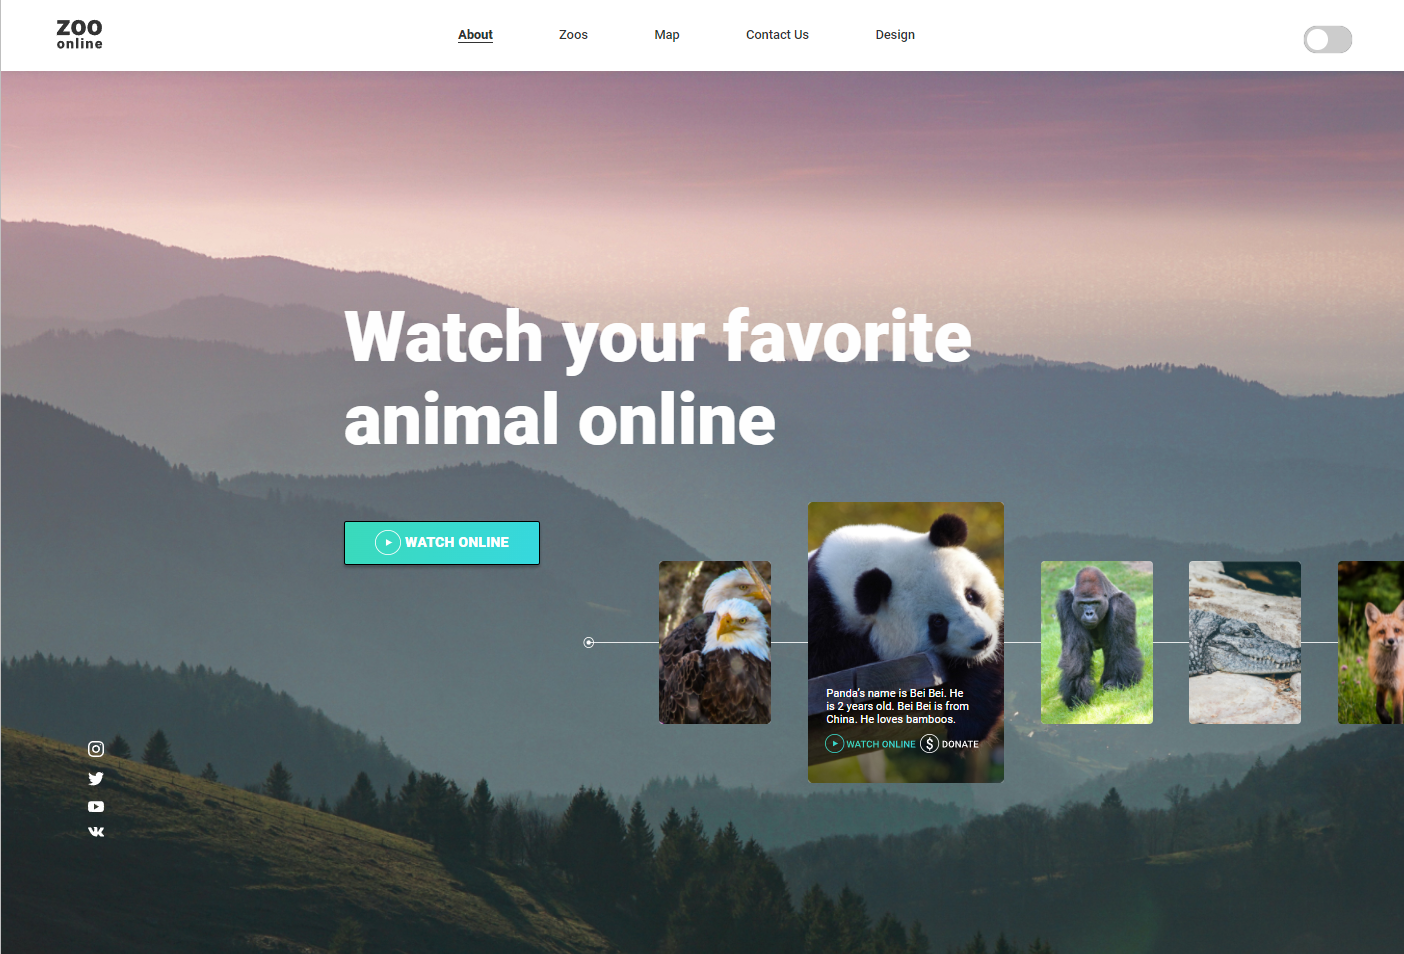 ZOO
online
About
Zoos
Map
Contact Us
Design
Watch your favorite
animal online
WATCH ONLINE
Panda's name is Bei Bei. He
is 2 years old. Bei Bei is from
China. He loves bamboos.
WATCH ONLINE
$ DONATE